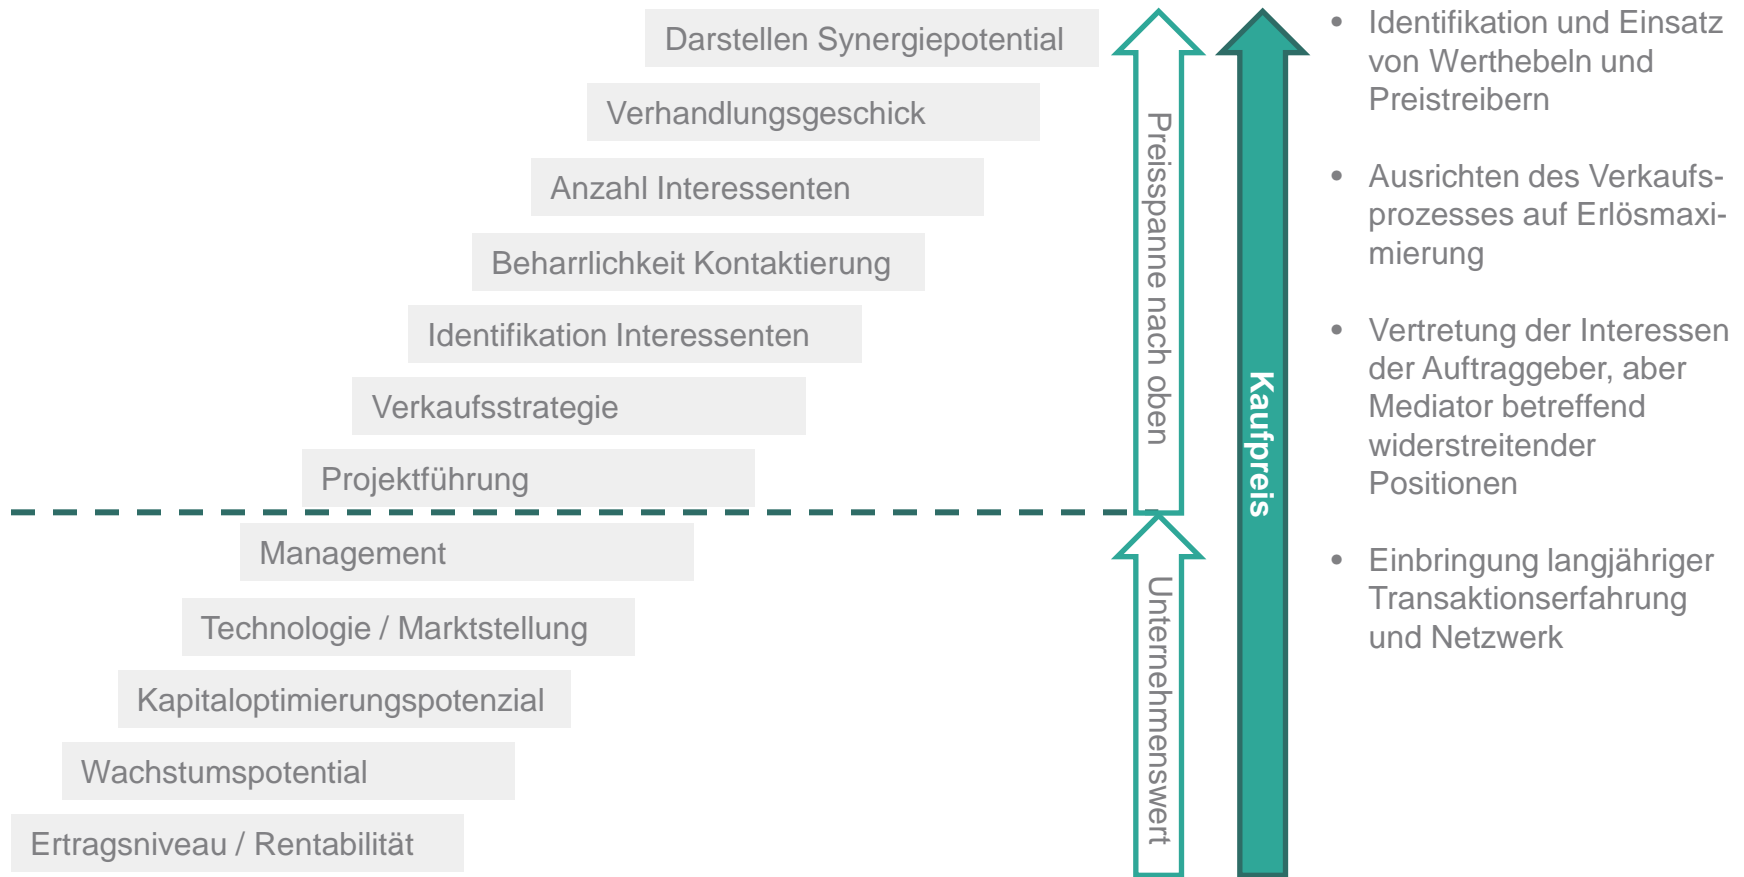 Darstellen Synergiepotential
Verhandlungsgeschick
Anzahl Interessenten
Beharrlichkeit Kontaktierung
Identifikation Interessenten
Verkaufsstrategie
Projektführung
Management
Technologie / Marktstellung
Kapitaloptimierungspotenzial
Wachstumspotential
Ertragsniveau / Rentabilität
Preisspanne nach oben
Unternehmenswert
Kaufpreis
• Identifikation und Einsatz
von Werthebeln und
Preistreibern
• Ausrichten des Verkaufs-
prozesses auf Erlösmaxi-
mierung
• Vertretung der Interessen
der Auftraggeber, aber
Mediator betreffend
widerstreitender
Positionen
• Einbringung langjähriger
Transaktionserfahrung
und Netzwerk